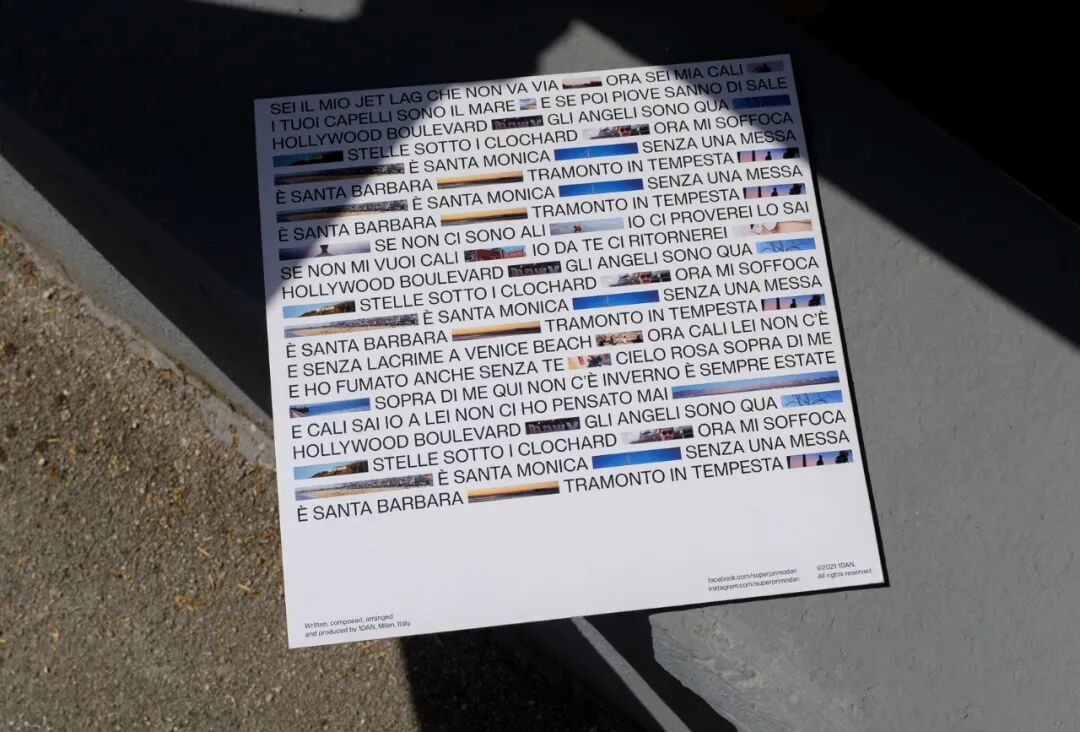 SEI IL MIO JET LAG CHE NON VA VIA ORA SEI MIA CALI
I TUOI CAPELLI SONO IL MARE E SE POI PIOVE SANNO DI SALE
HOLLYWOOD BOULEVARD GLI ANGELI SONO QUA
STELLE SOTTO I CLOCHARD ORA MI SOFFOCA
È SANTA MONICA SENZA UNA MESSA
È SANTA BARBARA TRAMONTO IN TEMPESTA
È SANTA MONICA SENZA UNA MESSA
È SANTA BARBARA TRAMONTO IN TEMPESTA
SE NON CI SONO ALI IO CI PROVEREI LO SAI
SE NON MI VUOI CALI IO DA TE CI RITORNEREI
HOLLYWOOD BOULEVARD GLI ANGELI SONO QUA
STELLE SOTTO I CLOCHARD ORA MI SOFFOCA
È SANTA MONICA SENZA UNA MESSA
È SANTA BARBARA TRAMONTO IN TEMPESTA
E SENZA LACRIME A VENICE BEACH ORA CALI LEI NON C'È
E HO FUMATO ANCHE SENZA TE CIELO ROSA SOPRA DI ME
SOPRA DI ME QUI NON C'È INVERNO È SEMPRE ESTATE
E CALI SAI IO A LEI NON CI HO PENSATO MAI
HOLLYWOOD BOULEVARD GLI ANGELI SONO QUA
STELLE SOTTO I CLOCHARD ORA MI SOFFOCA
È SANTA MONICA SENZA UNA MESSA
È SANTA BARBARA TRAMONTO IN TEMPESTA
Written, composed, arranged
and produced by 1DAN, Milan, Italy.
facebook.com/superprimodan
instagram.com/superprimodan
©2021 1DAN.
All rights reserved.